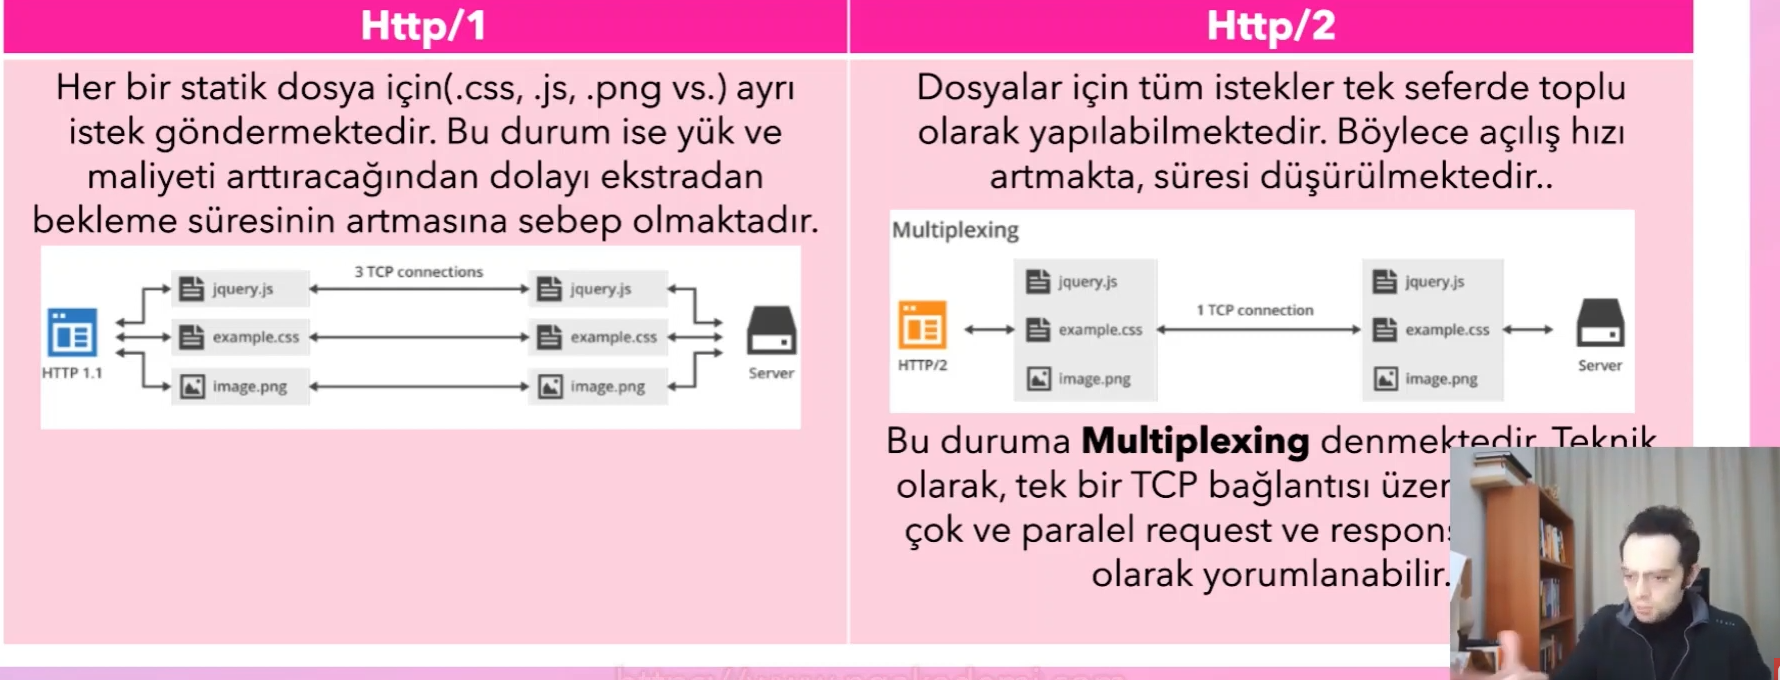 Http/1
Her bir statik dosya için(.css, .js, .png vs.) ayrı
istek göndermektedir. Bu durum ise yük ve
maliyeti arttıracağından dolayı ekstradan
bekleme süresinin artmasına sebep olmaktadır.
3 TCP connections
jquery.js
jquery.js
example.css
example.css
HTTP 1.1
Server
image.png
image.png
Http/2
Dosyalar için tüm istekler tek seferde toplu
olarak yapılabilmektedir. Böylece açılış hızı
artmakta, süresi düşürülmektedir..
Multiplexing
jquery.js
jquery.js
1 TCP connection
example.css
example.css
HTTP/2
Server
image.png
image.png
Bu duruma Multiplexing denmektedir. Teknik
olarak, tek bir TCP bağlantısı
çok ve paralel request ve
olarak yorumlanabilir.